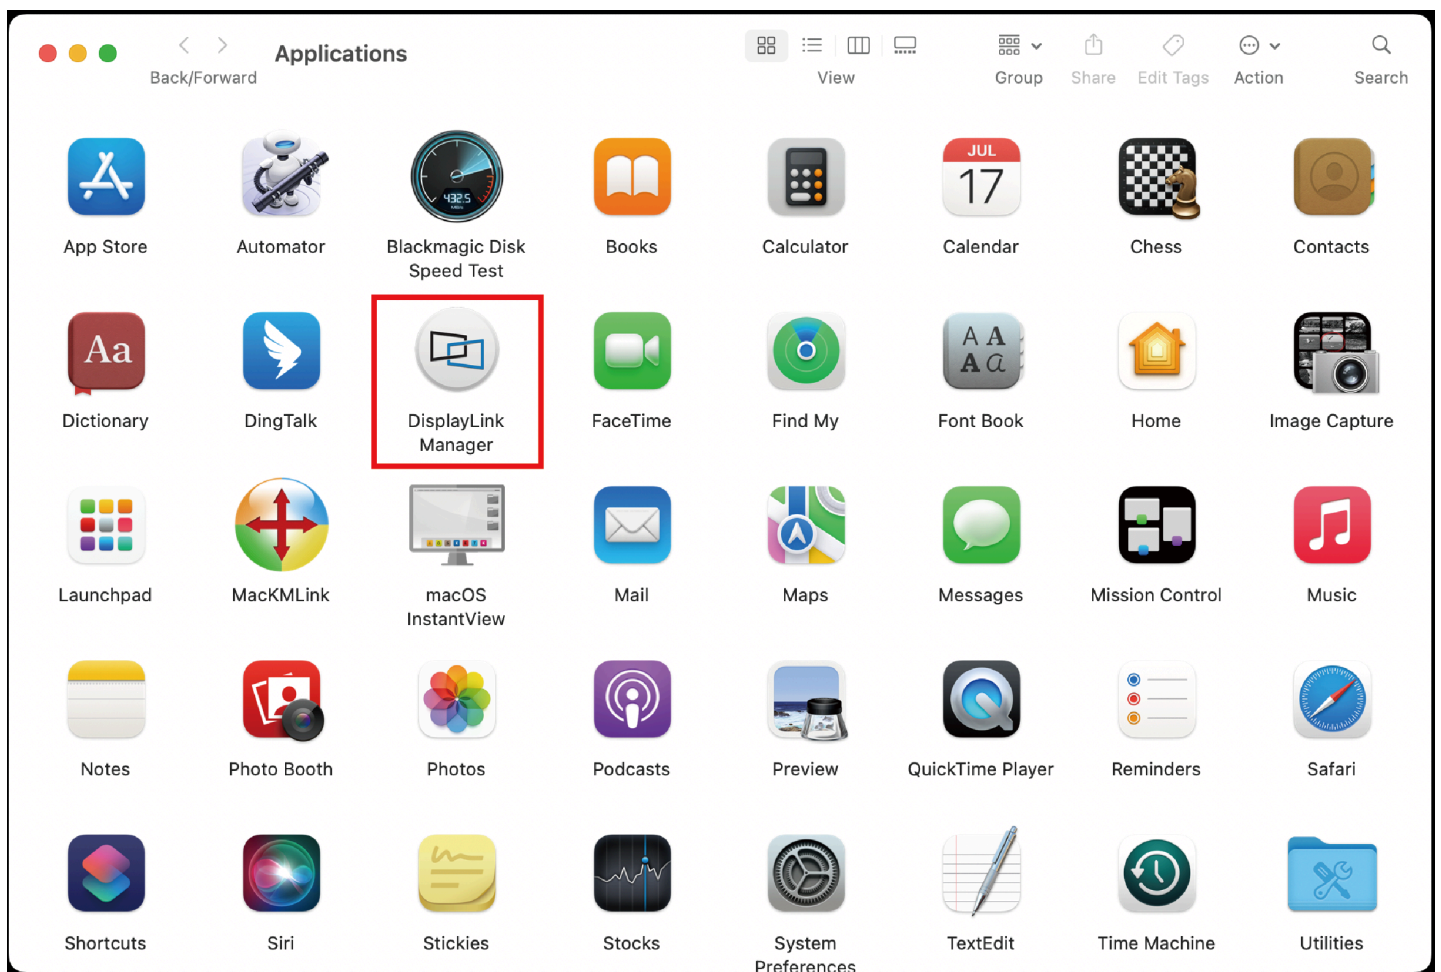 Applications
Back/Forward
View
Group
Share
Edit Tags
Action
Search
App Store
Automator
432.5
Blackmagic Disk
Speed Test
Books
Calculator
JUL
17
Calendar
Chess
Contacts
Aa
Dictionary
DingTalk
DisplayLink
Manager
FaceTime
Find My
A A
A a
Font Book
Home
Image Capture
Launchpad
MacKMLink
macOS
InstantView
Mail
Maps
Messages
Mission Control
Music
Notes
Photo Booth
Photos
Podcasts
Preview
QuickTime Player
Reminders
Safari
Shortcuts
Siri
Stickies
Stocks
System
Preferences
TextEdit
Time Machine
Utilities